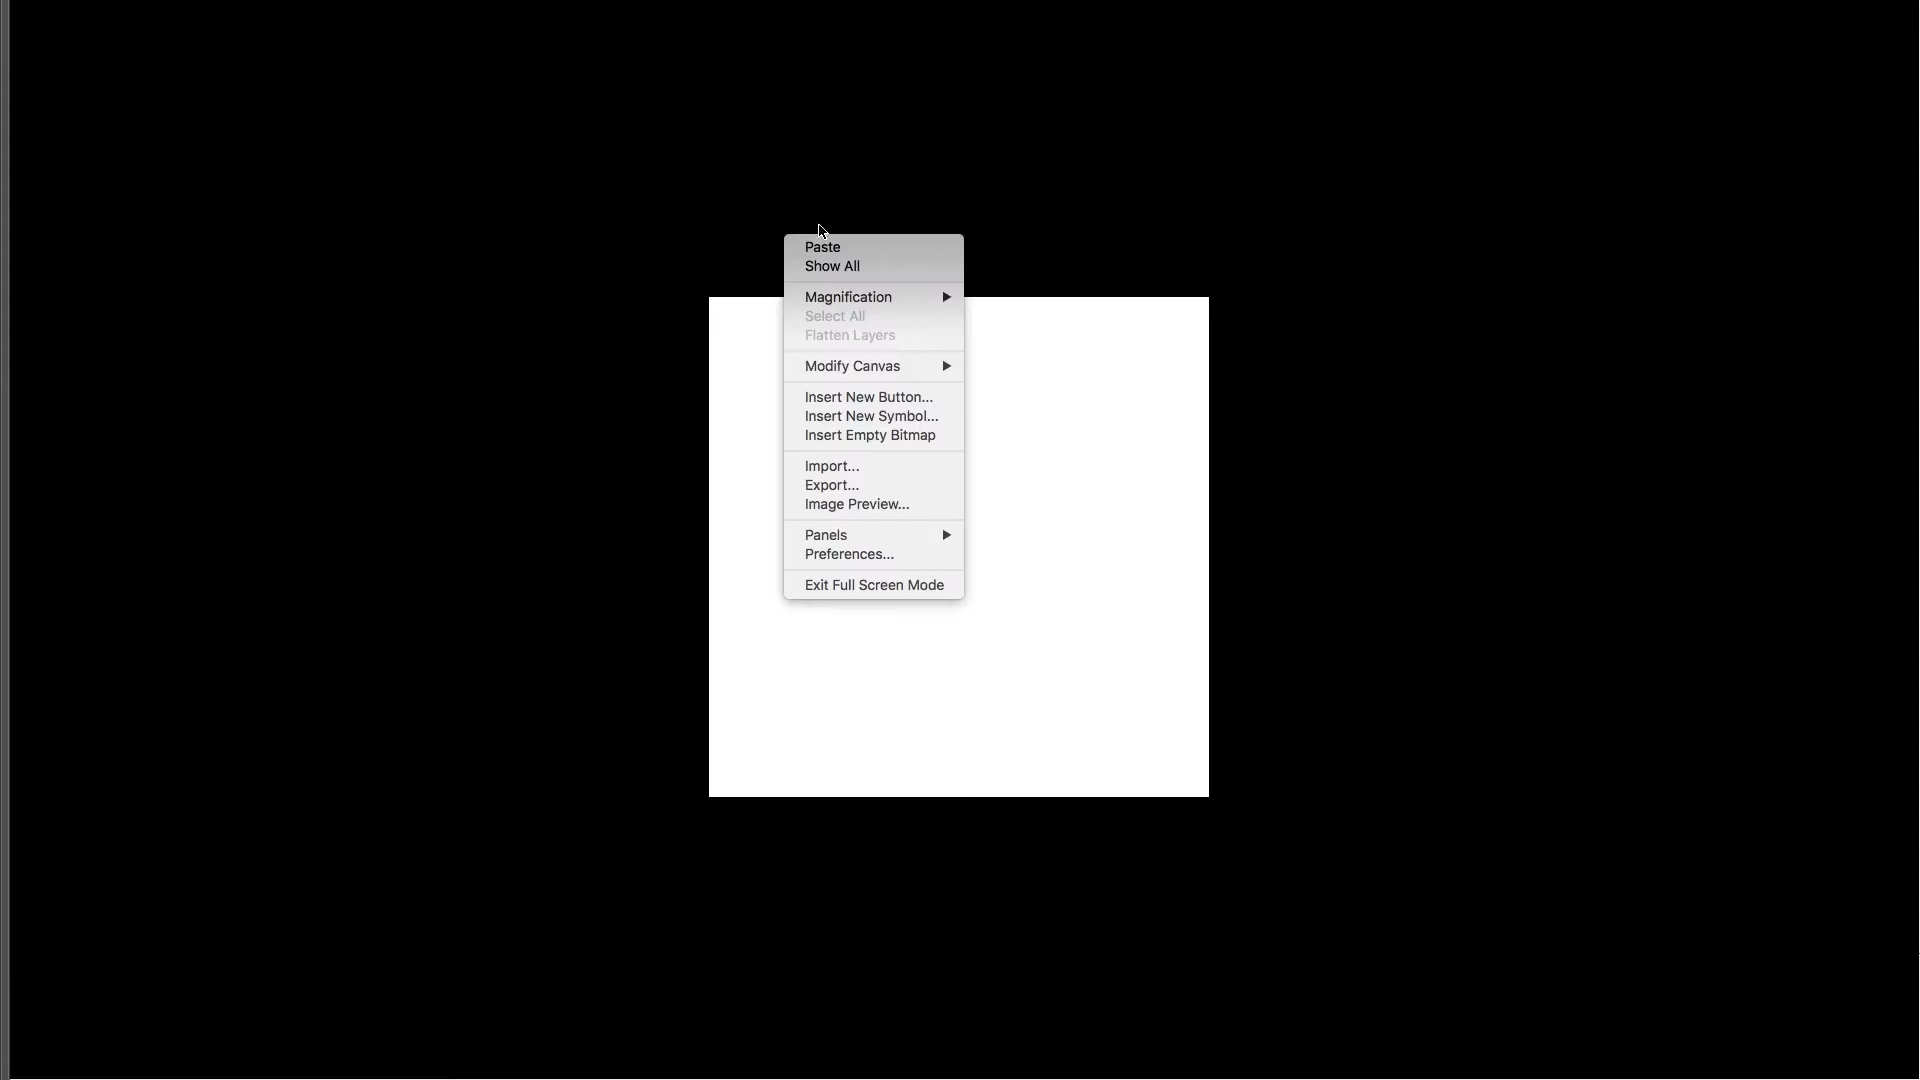 Paste
Show All
Magnification
Select All
Flatten Layers
Modify Canvas
Insert New Button...
Insert New Symbol...
Insert Empty Bitmap
Import...
Export...
Image Preview...
Panels
Preferences...
Exit Full Screen Mode